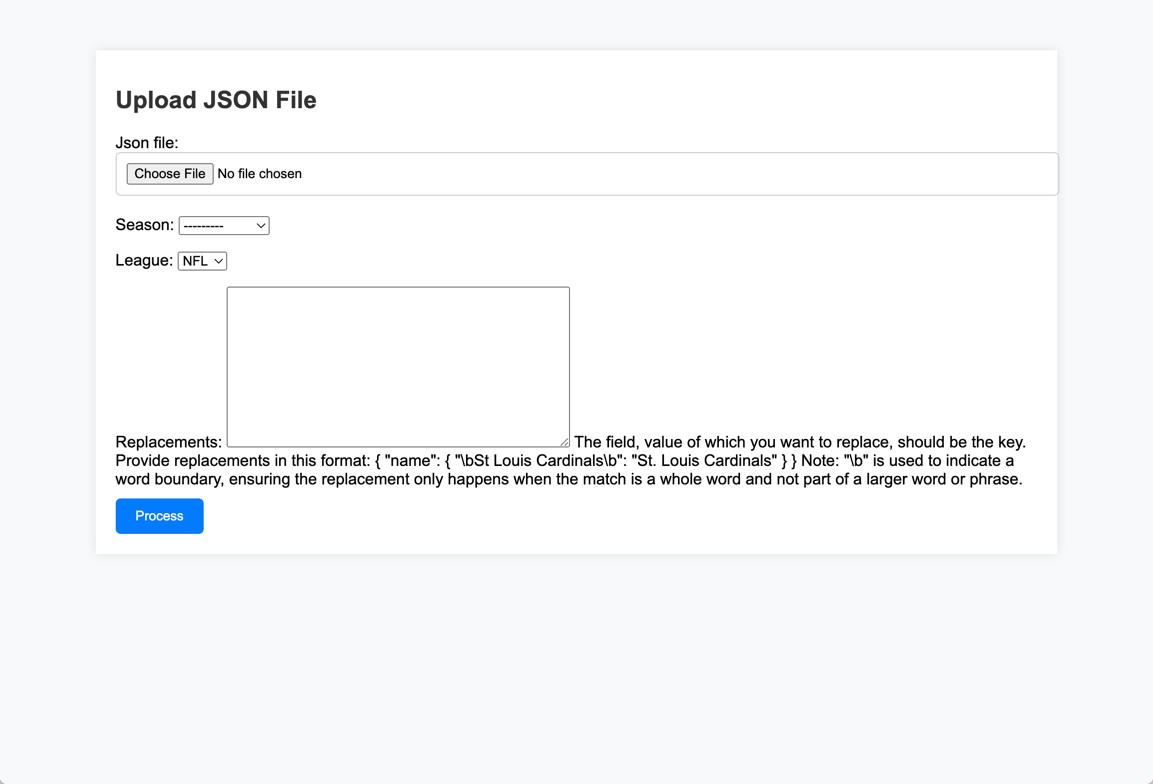 Upload JSON File
Json file:
Choose File No file chosen
Season: ---------
League: NFL
Replacements: The field, value of which you want to replace, should be the key.
Provide replacements in this format: { "name": { "\bSt Louis Cardinals\b": "St. Louis Cardinals" } } Note: "\b" is used to indicate a
word boundary, ensuring the replacement only happens when the match is a whole word and not part of a larger word or phrase.
Process